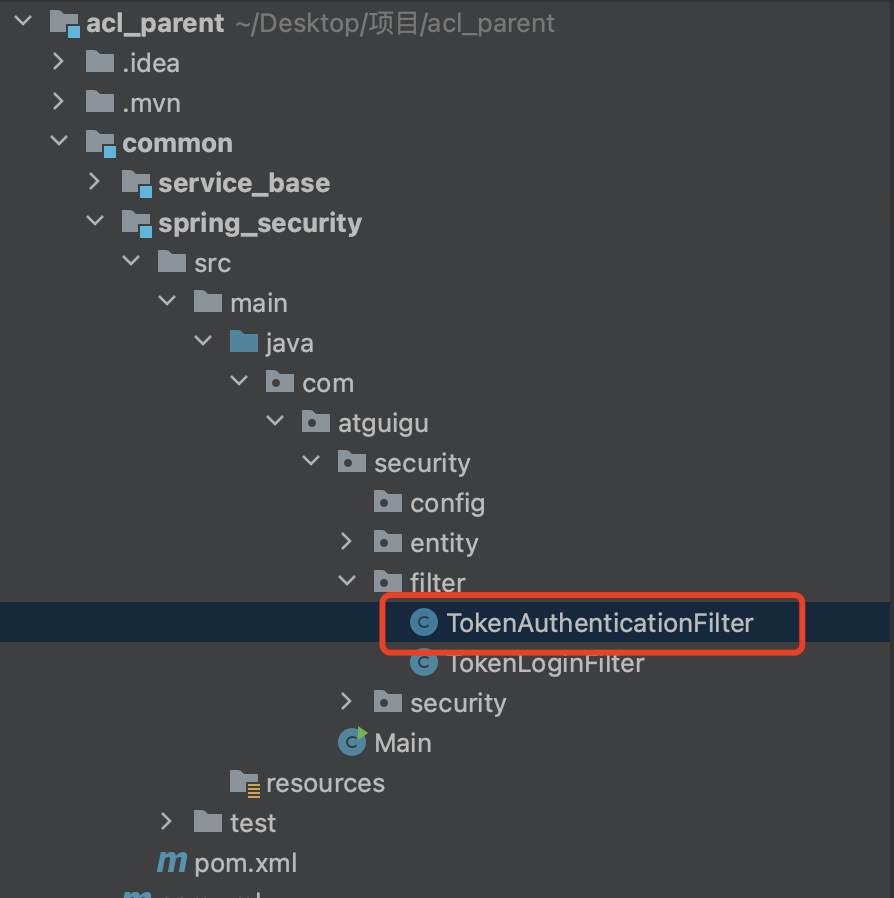 acl_parent ~/Desktop/项目/acl_parent
.idea
.mvn
common
service_base
spring_security
src
main
java
com
atguigu
security
config
entity
filter
TokenAuthenticationFilter
TokenLoginFilter
security
Main
resources
test
pom.xml